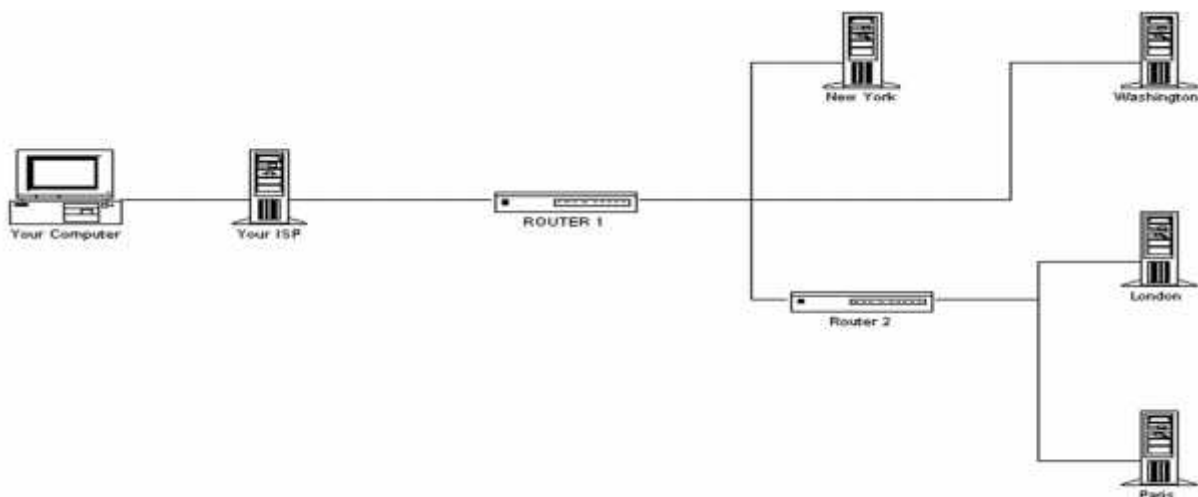 New York
Washington
Your Computer
Your ISP
ROUTER 1
London
Router 2
Paris